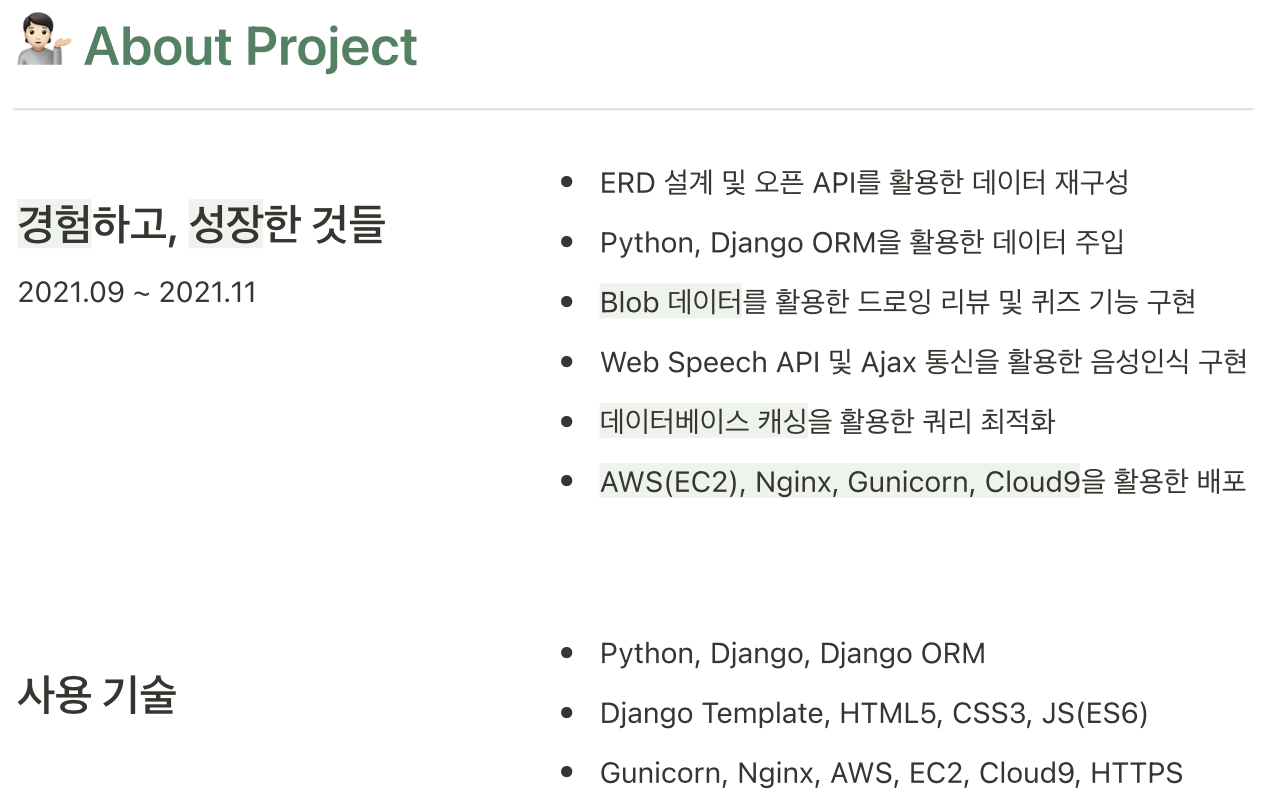 About Project
경험하고, 성장한 것들
2021.09 ~ 2021.11
ERD 설계 및 오픈 API를 활용한 데이터 재구성
Python, Django ORM을 활용한 데이터 주입
Blob 데이터를 활용한 드로잉 리뷰 및 퀴즈 기능 구현
Web Speech API 및 Ajax 통신을 활용한 음성인식 구현
데이터베이스 캐싱을 활용한 쿼리 최적화
AWS(EC2), Nginx, Gunicorn, Cloud9을 활용한 배포
사용 기술
Python, Django, Django ORM
Django Template, HTML5, CSS3, JS(ES6)
Gunicorn, Nginx, AWS, EC2, Cloud9, HTTPS